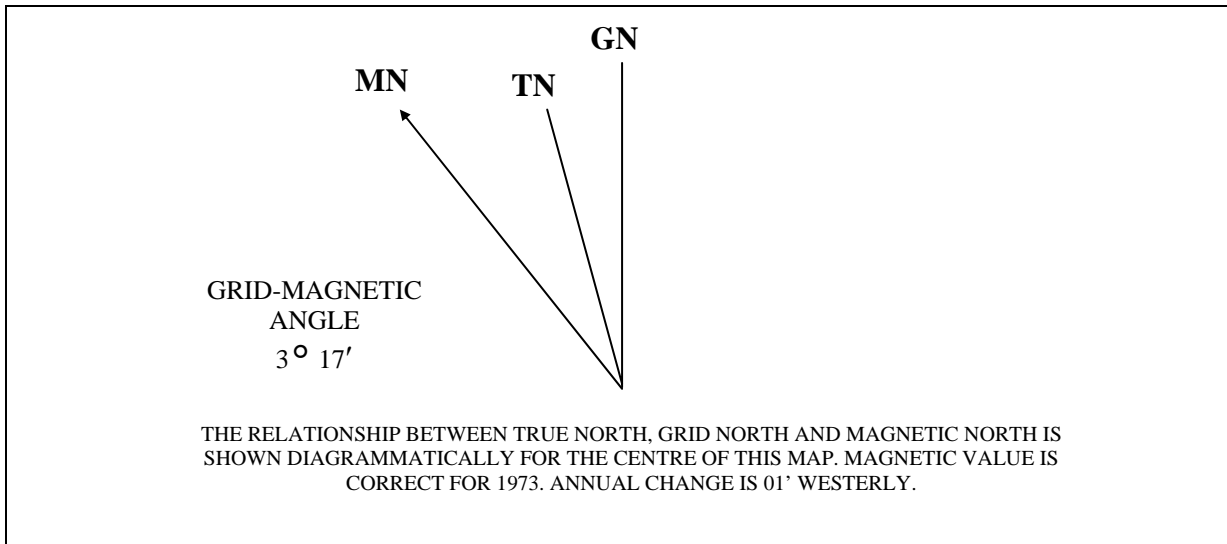 GN
MN
TN
GRID-MAGNETIC
ANGLE
3° 17′
THE RELATIONSHIP BETWEEN TRUE NORTH, GRID NORTH AND MAGNETIC NORTH IS
SHOWN DIAGRAMMATICALLY FOR THE CENTRE OF THIS MAP. MAGNETIC VALUE IS
CORRECT FOR 1973. ANNUAL CHANGE IS 01’ WESTERLY.